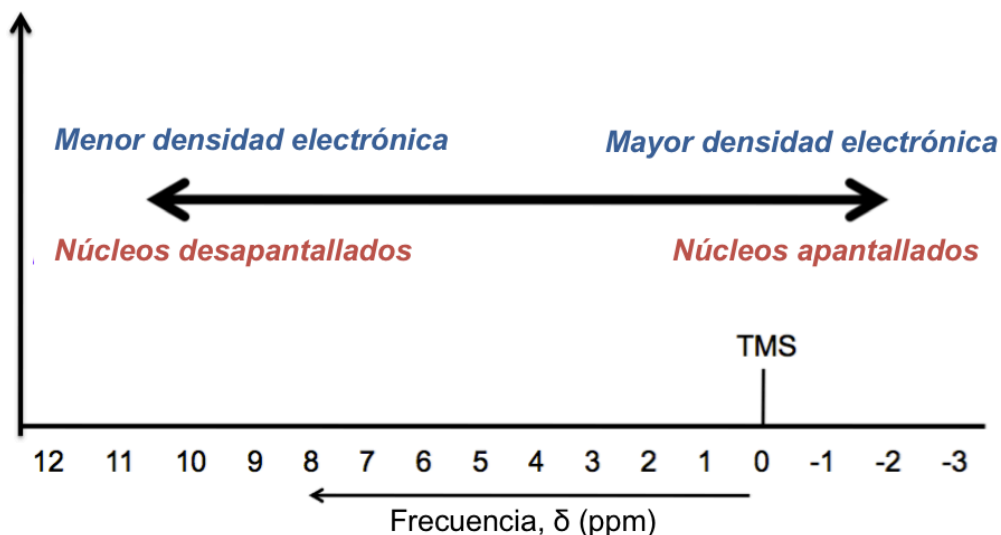 Menor densidad electrónica
Mayor densidad electrónica
Núcleos desapantallados
Núcleos apantallados
TMS
12 11 10 9 8 7 6 5 4 3 2 1 0 -1 -2 -3
Frecuencia, δ (ppm)